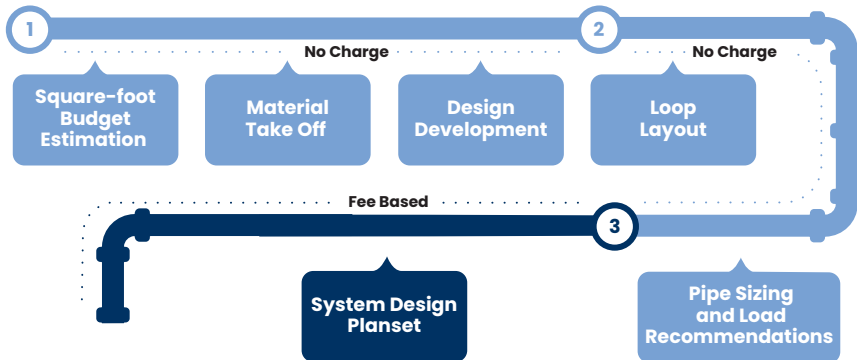 1
2
No Charge
No Charge
Square-foot
Budget
Estimation
Material
Take Off
Design
Development
Loop
Layout
Fee Based
3
System Design
Planset
Pipe Sizing
and Load
Recommendations